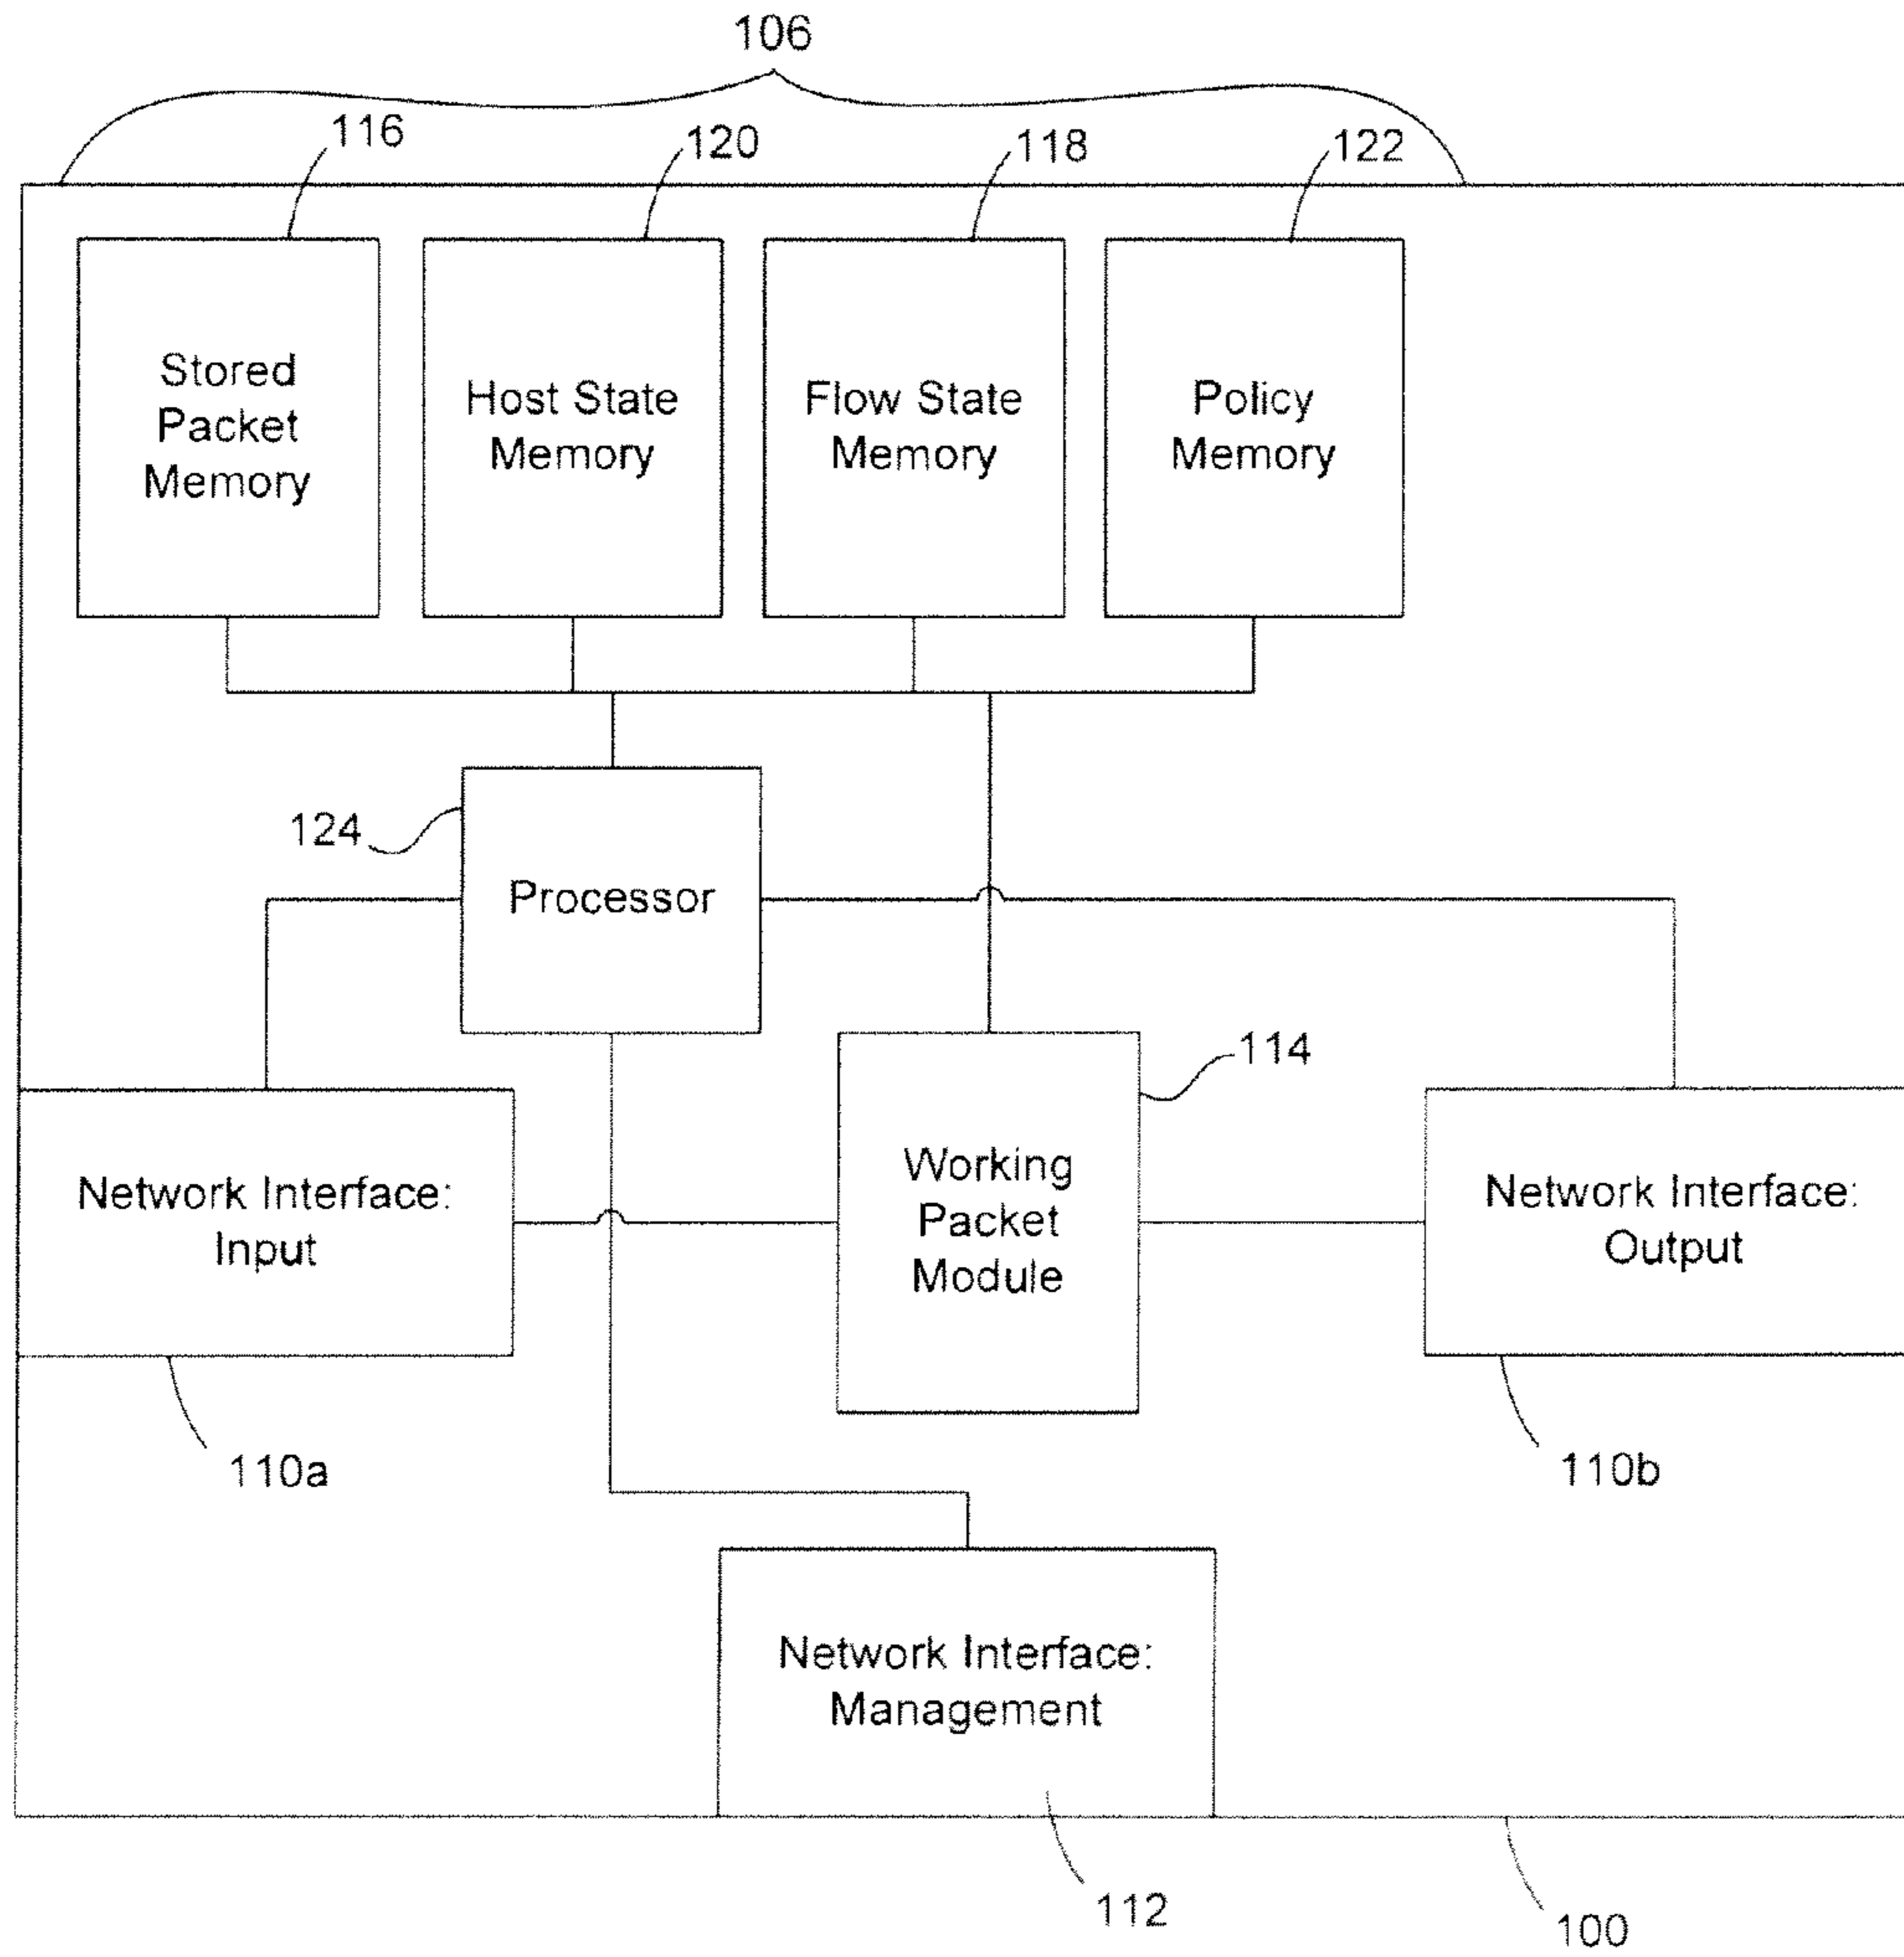 106
116
120
118
122
Stored
Packet
Memory
Host State
Memory
Flow State
Memory
Policy
Memory
124
Processor
114
Network Interface:
Input
Working
Packet
Module
Network Interface:
Output
110a
110b
Network Interface:
Management
112
100